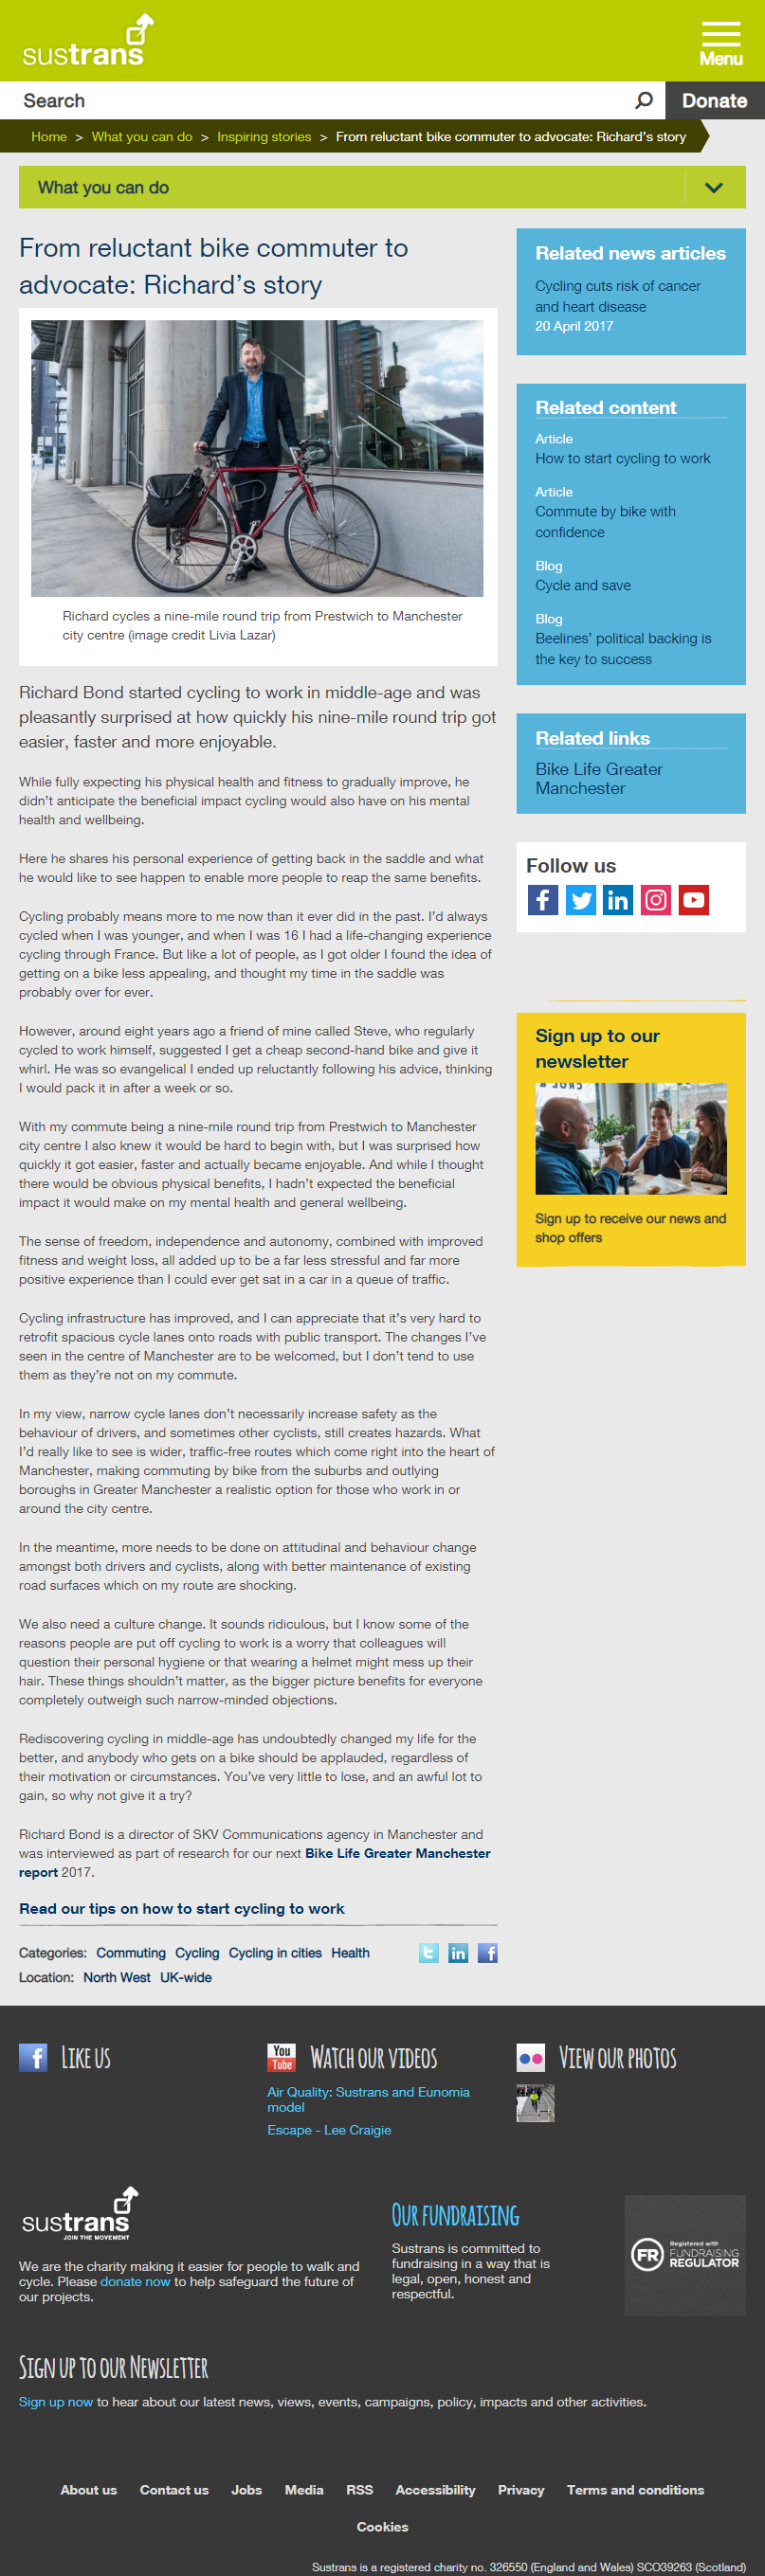 sustrans
Menu
Search
Donate
Home > What you can do > Inspiring stories > From reluctant bike commuter to advocate: Richard's story
What you can do
From reluctant bike commuter to
advocate: Richard's story
Richard cycles a nine-mile round trip from Prestwich to Manchester
city centre (image credit Livia Lazar)
Richard Bond started cycling to work in middle-age and was
pleasantly surprised at how quickly his nine-mile round trip got
easier, faster and more enjoyable.
While fully expecting his physical health and fitness to gradually improve, he
didn't anticipate the beneficial impact cycling would also have on his mental
health and wellbeing.
Here he shares his personal experience of getting back in the saddle and what
he would like to see happen to enable more people to reap the same benefits.
Cycling probably means more to me now than it ever did in the past. I'd always
cycled when I was younger, and when I was 16 I had a life-changing experience
cycling through France. But like a lot of people, as I got older I found the idea of
getting on a bike less appealing, and thought my time in the saddle was
probably over for ever.
However, around eight years ago a friend of mine called Steve, who regularly
cycled to work himself, suggested I get a cheap second-hand bike and give it
whirl. He was so evangelical I ended up reluctantly following his advice, thinking
I would pack it in after a week or so.
With my commute being a nine-mile round trip from Prestwich to Manchester
city centre I also knew it would be hard to begin with, but I was surprised how
quickly it got easier, faster and actually became enjoyable. And while I thought
there would be obvious physical benefits, I hadn't expected the beneficial
impact it would make on my mental health and general wellbeing.
The sense of freedom, independence and autonomy, combined with improved
fitness and weight loss, all added up to be a far less stressful and far more
positive experience than I could ever get sat in a car in a queue of traffic.
Cycling infrastructure has improved, and I can appreciate that it's very hard to
retrofit spacious cycle lanes onto roads with public transport. The changes I've
seen in the centre of Manchester are to be welcomed, but I don't tend to use
them as they're not on my commute.
In my view, narrow cycle lanes don't necessarily increase safety as the
behaviour of drivers, and sometimes other cyclists, still creates hazards. What
I'd really like to see is wider, traffic-free routes which come right into the heart of
Manchester, making commuting by bike from the suburbs and outlying
boroughs in Greater Manchester a realistic option for those who work in or
around the city centre.
In the meantime, more needs to be done on attitudinal and behaviour change
amongst both drivers and cyclists, along with better maintenance of existing
road surfaces which on my route are shocking.
We also need a culture change. It sounds ridiculous, but I know some of the
reasons people are put off cycling to work is a worry that colleagues will
question their personal hygiene or that wearing a helmet might mess up their
hair. These things shouldn't matter, as the bigger picture benefits for everyone
completely outweigh such narrow-minded objections.
Rediscovering cycling in middle-age has undoubtedly changed my life for the
better, and anybody who gets on a bike should be applauded, regardless of
their motivation or circumstances. You've very little to lose, and an awful lot to
gain, so why not give it a try?
Richard Bond is a director of SKV Communications agency in Manchester and
was interviewed as part of research for our next Bike Life Greater Manchester
report 2017.
Read our tips on how to start cycling to work
Categories: Commuting Cycling Cycling in cities Health
Location: North West UK-wide
Related news articles
Cycling cuts risk of cancer
and heart disease
20 April 2017
Related content
Article
How to start cycling to work
Article
Commute by bike with
confidence
Blog
Cycle and save
Blog
Beelines' political backing is
the key to success
Related links
Bike Life Greater
Manchester
Follow us
Sign up to our
newsletter
Sign up to receive our news and
shop offers
Like us
You
Tube
Watch our videos
Air Quality: Sustrans and Eunomia
model
Escape - Lee Craigie
View our photos
sustrans
JOIN THE MOVEMENT
We are the charity making it easier for people to walk and
cycle. Please donate now to help safeguard the future of
our projects.
Our fundraising
Sustrans is committed to
fundraising in a way that is
legal, open, honest and
respectful.
FR
Registered with
FUNDRAISING
REGULATOR
Sign up to our Newsletter
Sign up now to hear about our latest news, views, events, campaigns, policy, impacts and other activities.
About us Contact us Jobs Media RSS Accessibility Privacy Terms and conditions
Cookies
Sustrans is a registered charity no. 326550 (England and Wales) SCO39263 (Scotland)